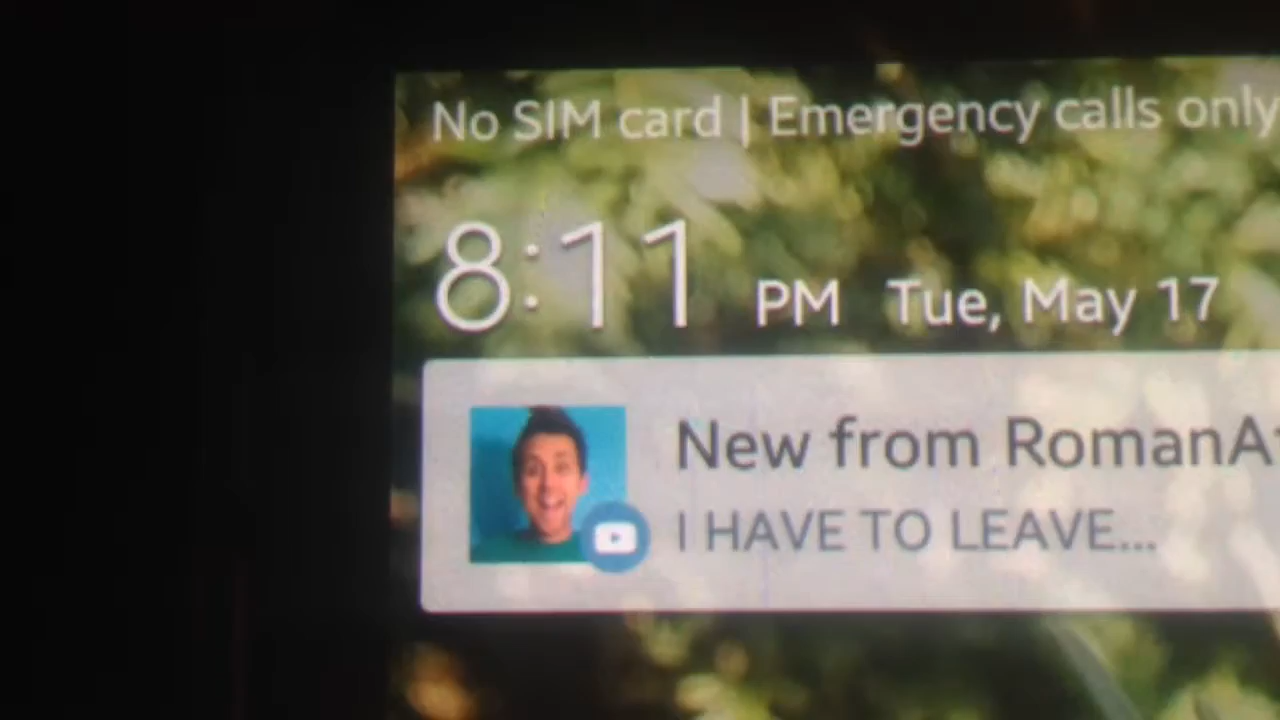 No SIM card | Emergency calls only
8:11 PM Tue, May 17
New from RomanA
I HAVE TO LEAVE...